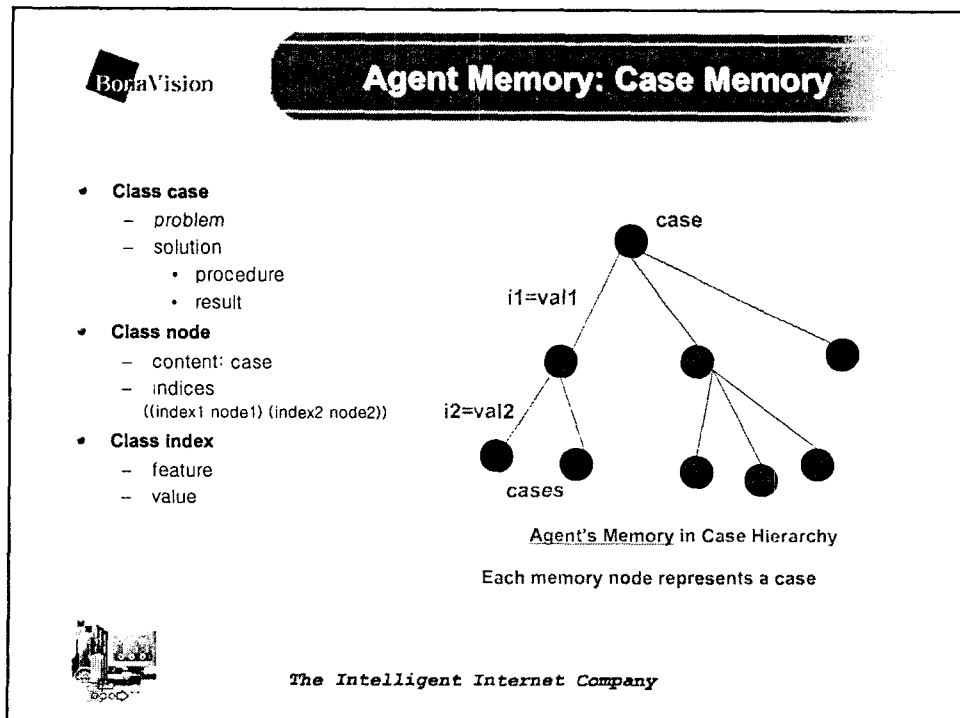 BonaVision
Agent Memory: Case Memory
• Class case
– problem
– solution
• procedure
• result
• Class node
– content: case
– indices
((index1 node1) (index2 node2))
• Class index
– feature
– value
case
i1=val1
i2=val2
cases
Agent's Memory in Case Hierarchy
Each memory node represents a case
The Intelligent Internet Company